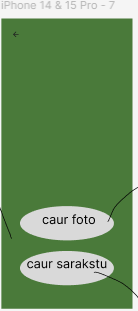 iPhone 14 & 15 Pro - 7
caur foto
caur sarakstu